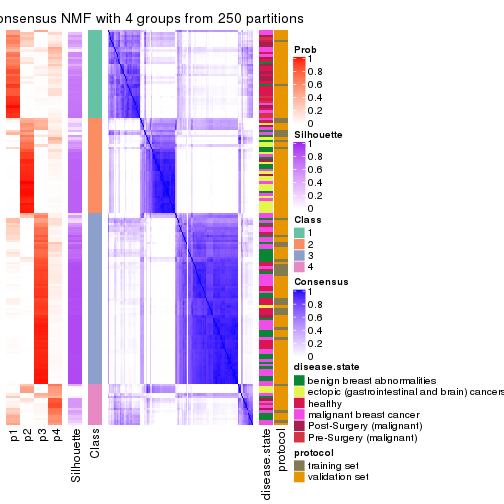 onsensus NMF with 4 groups from 250 partitions
Prob
1
0.8
0.6
0.4
0.2
0
Silhouette
1
0.8
0.6
0.4
0.2
0
Class
1
2
3
4
Consensus
1
0.8
0.6
0.4
0.2
0
disease.state
benign breast abnormalities
ectopic (gastrointestinal and brain) cancers
healthy
malignant breast cancer
Post-Surgery (malignant)
Pre-Surgery (malignant)
protocol
training set
validation set
p1
p2
p3
p4
Silhouette
Class
disease.state
protocol